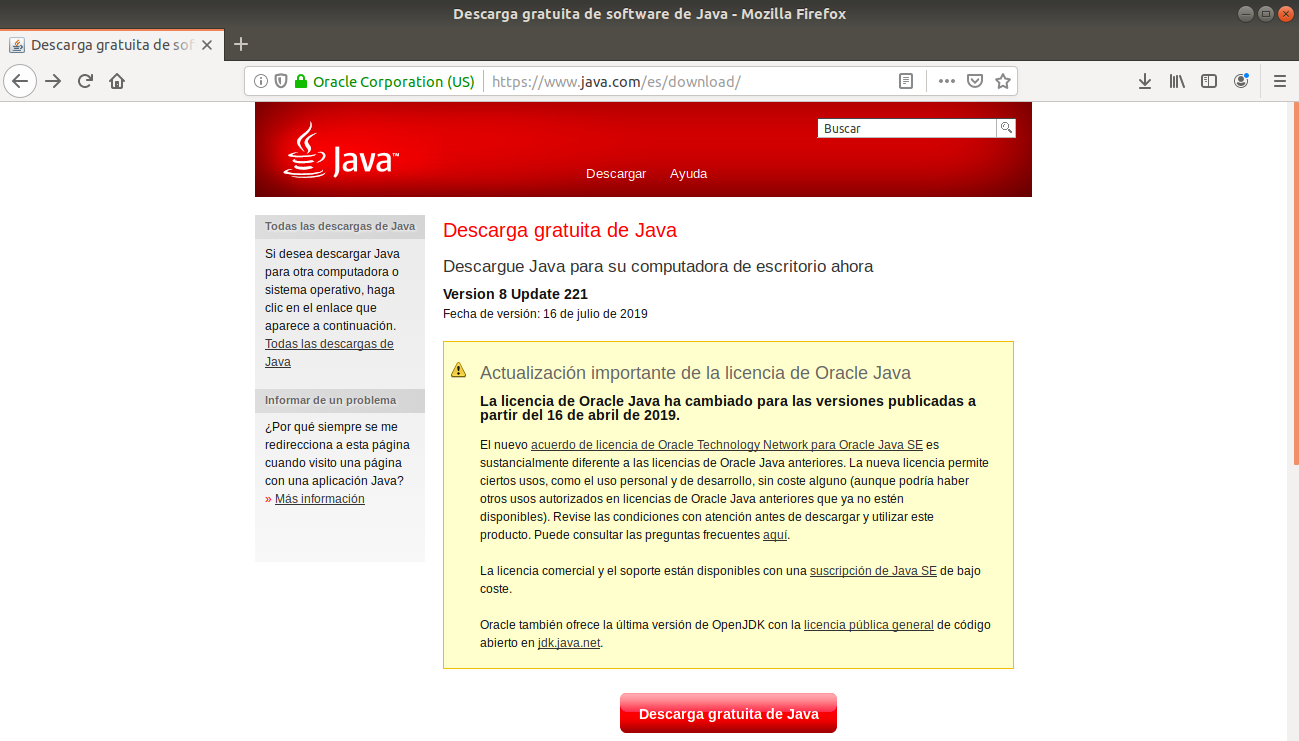 Descarga gratuita de software de Java - Mozilla Firefox
Descarga gratuita de sof
Oracle Corporation (US)
https://www.java.com/es/download/
Java™
Buscar
Descargar
Ayuda
Todas las descargas de Java
Si desea descargar Java
para otra computadora o
sistema operativo, haga
clic en el enlace que
aparece a continuación.
Todas las descargas de
Java
Informar de un problema
¿Por qué siempre se me
redirecciona a esta página
cuando visito una página
con una aplicación Java?
» Más información
Descarga gratuita de Java
Descargue Java para su computadora de escritorio ahora
Version 8 Update 221
Fecha de versión: 16 de julio de 2019
Actualización importante de la licencia de Oracle Java
La licencia de Oracle Java ha cambiado para las versiones publicadas a
partir del 16 de abril de 2019.
El nuevo acuerdo de licencia de Oracle Technology Network para Oracle Java SE es
sustancialmente diferente a las licencias de Oracle Java anteriores. La nueva licencia permite
ciertos usos, como el uso personal y de desarrollo, sin coste alguno (aunque podría haber
otros usos autorizados en licencias de Oracle Java anteriores que ya no estén
disponibles). Revise las condiciones con atención antes de descargar y utilizar este
producto. Puede consultar las preguntas frecuentes aquí.
La licencia comercial y el soporte están disponibles con una suscripción de Java SE de bajo
coste.
Oracle también ofrece la última versión de OpenJDK con la licencia pública general de código
abierto en jdk.java.net.
Descarga gratuita de Java